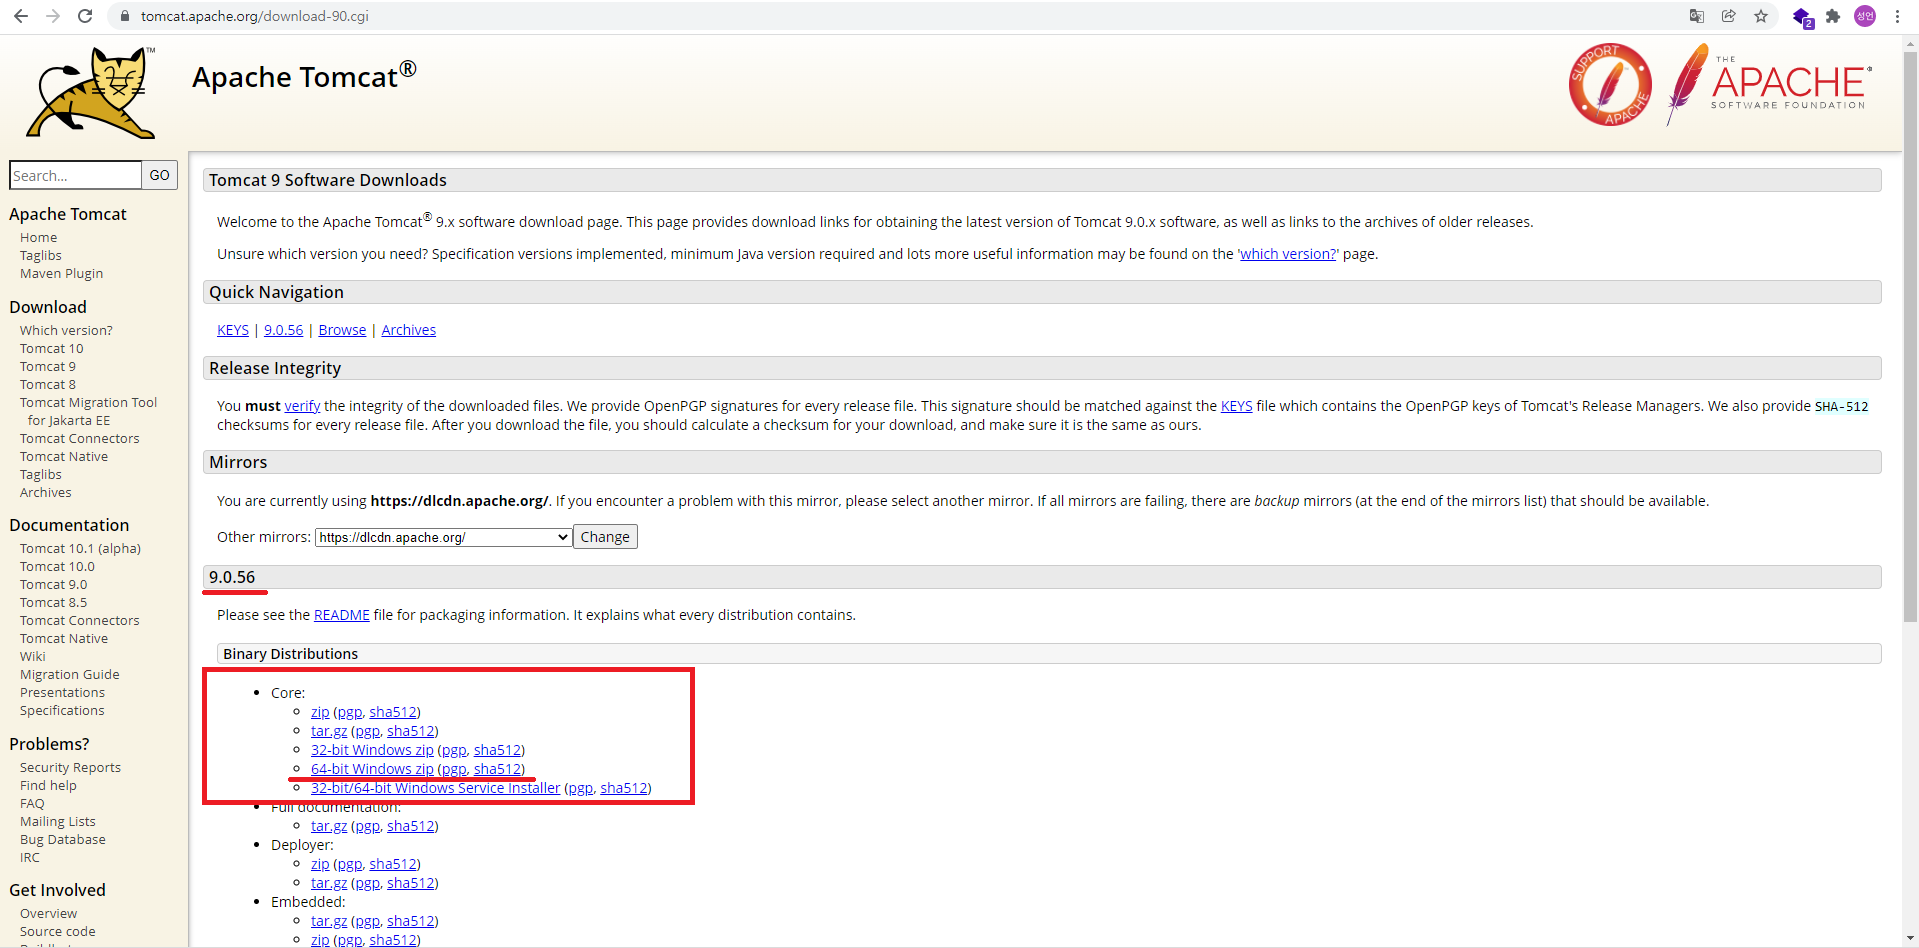 tomcat.apache.org/download-90.cgi
2
성언
TM
Apache Tomcat®
SUPPORT APACHE
THE
APACHE®
SOFTWARE FOUNDATION
Search...
GO
Apache Tomcat
Home
Taglibs
Maven Plugin
Download
Which version?
Tomcat 10
Tomcat 9
Tomcat 8
Tomcat Migration Tool
for Jakarta EE
Tomcat Connectors
Tomcat Native
Taglibs
Archives
Documentation
Tomcat 10.1 (alpha)
Tomcat 10.0
Tomcat 9.0
Tomcat 8.5
Tomcat Connectors
Tomcat Native
Wiki
Migration Guide
Presentations
Specifications
Problems?
Security Reports
Find help
FAQ
Mailing Lists
Bug Database
IRC
Get Involved
Overview
Source code
Tomcat 9 Software Downloads
Welcome to the Apache Tomcat® 9.x software download page. This page provides download links for obtaining the latest version of Tomcat 9.0.x software, as well as links to the archives of older releases.
Unsure which version you need? Specification versions implemented, minimum Java version required and lots more useful information may be found on the 'which version?' page.
Quick Navigation
KEYS | 9.0.56 | Browse | Archives
Release Integrity
You must verify the integrity of the downloaded files. We provide OpenPGP signatures for every release file. This signature should be matched against the KEYS file which contains the OpenPGP keys of Tomcat's Release Managers. We also provide SHA-512
checksums for every release file. After you download the file, you should calculate a checksum for your download, and make sure it is the same as ours.
Mirrors
You are currently using https://dlcdn.apache.org/. If you encounter a problem with this mirror, please select another mirror. If all mirrors are failing, there are backup mirrors (at the end of the mirrors list) that should be available.
Other mirrors: https://dlcdn.apache.org/ Change
9.0.56
Please see the README file for packaging information. It explains what every distribution contains.
Binary Distributions
• Core:
zip (pgp, sha512)
tar.gz (pgp, sha512)
32-bit Windows zip (pgp, sha512)
64-bit Windows zip (pgp, sha512)
32-bit/64-bit Windows Service Installer (pgp, sha512)
• Full documentation:
tar.gz (pgp, sha512)
• Deployer:
zip (pgp, sha512)
tar.gz (pgp, sha512)
• Embedded:
tar.gz (pgp, sha512)
zip (pgp, sha512)